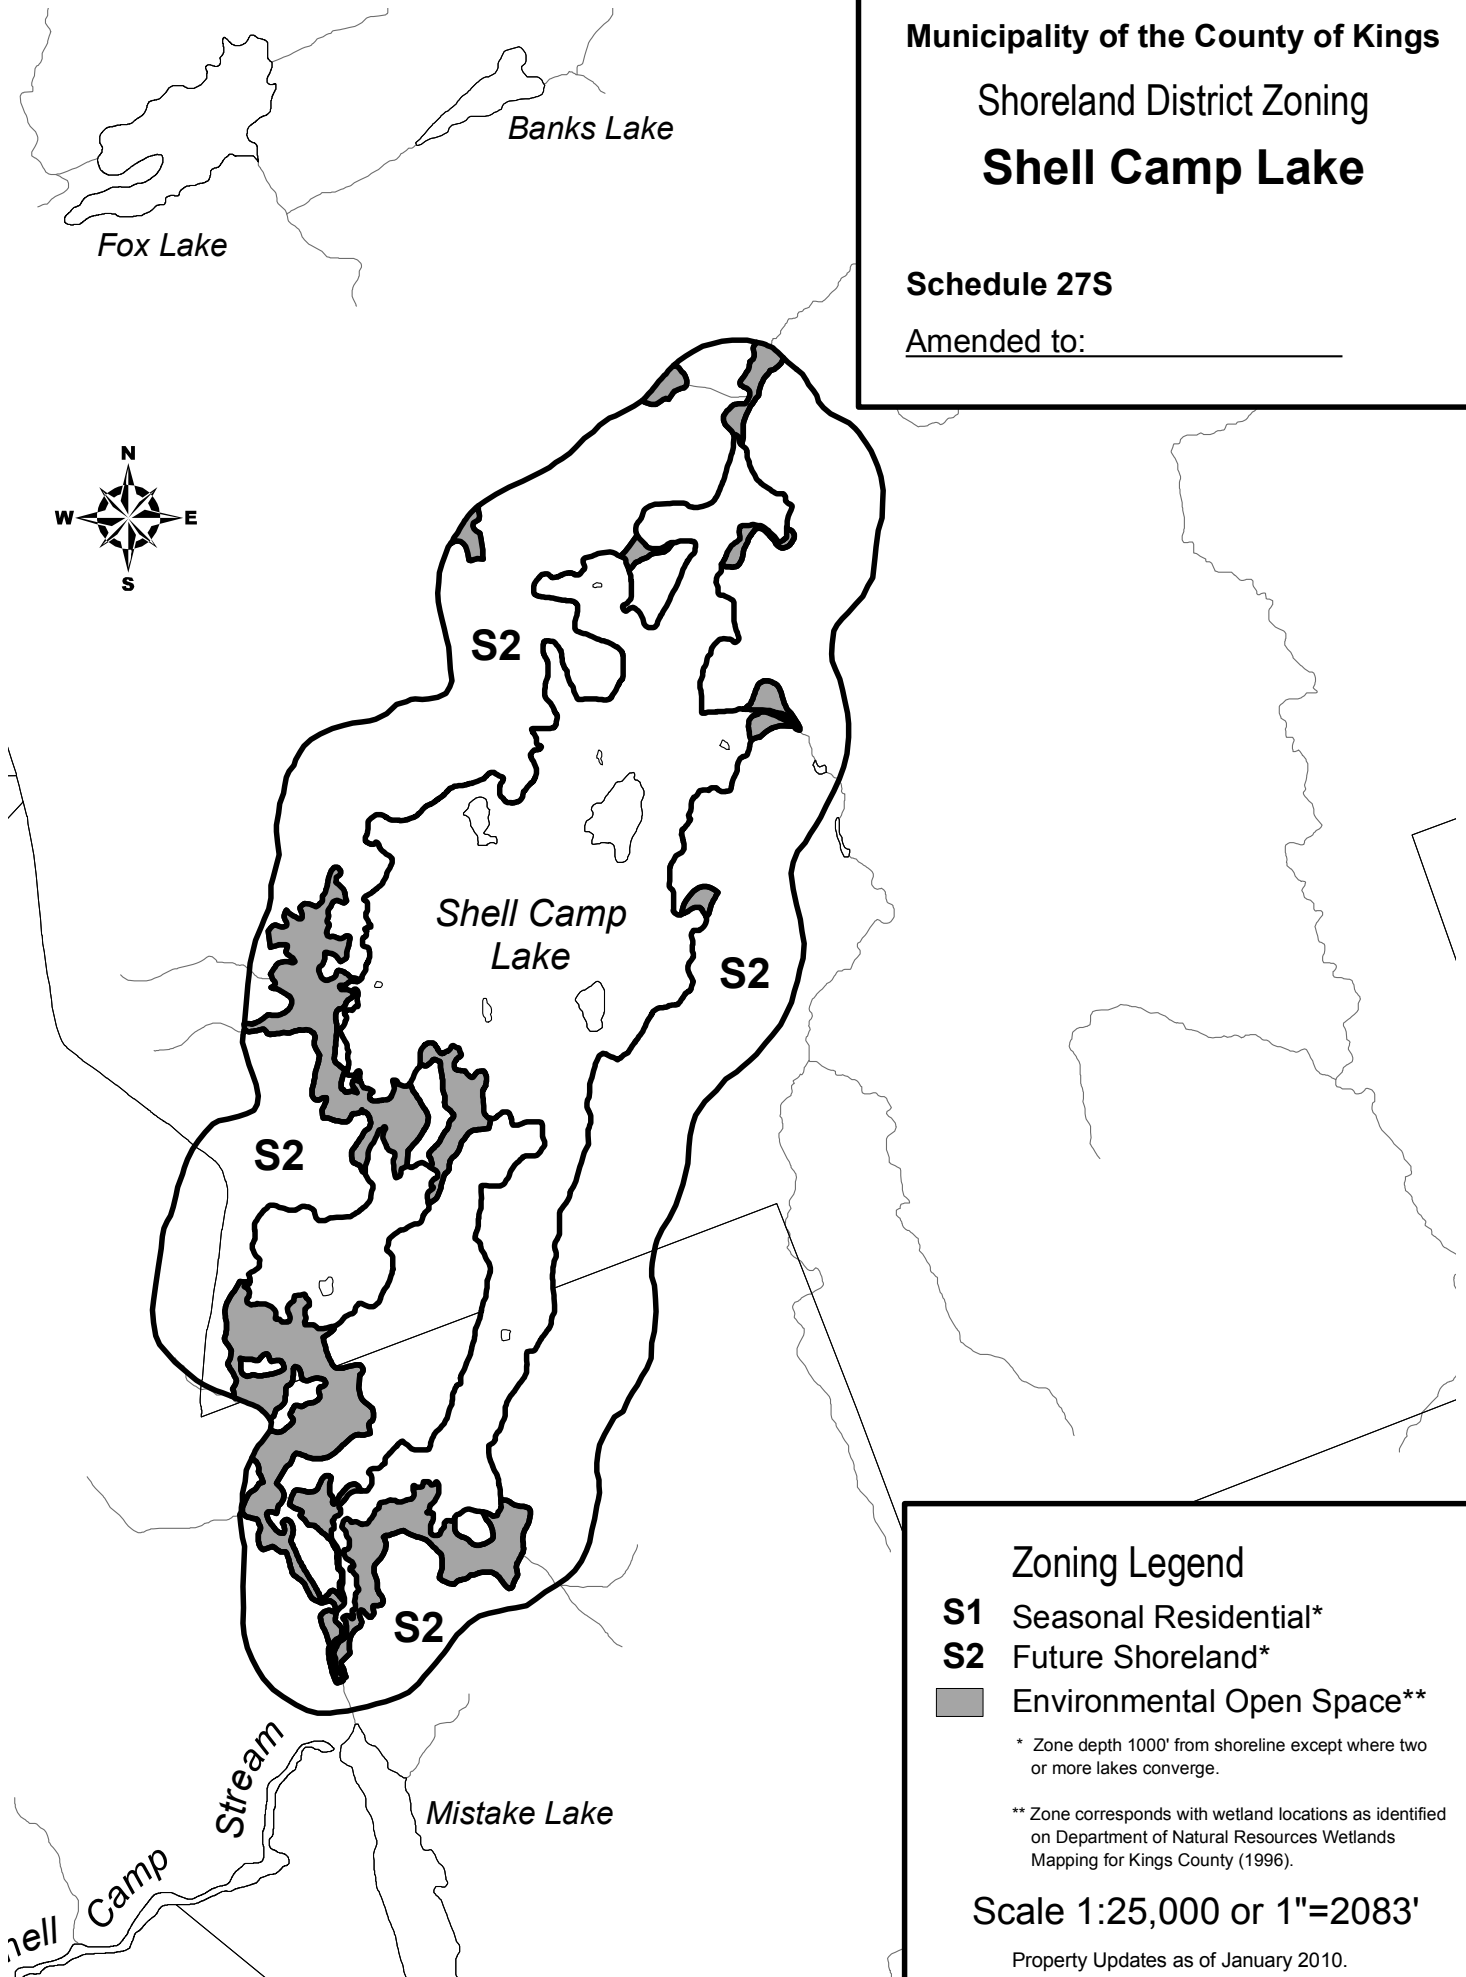 Municipality of the County of Kings
Shoreland District Zoning
Shell Camp Lake
Schedule 27S
Amended to:
Banks Lake
Fox Lake
N
W E
S
S2
Shell Camp
Lake
S2
S2
S2
Stream
Camp
hell
Mistake Lake
Zoning Legend
S1 Seasonal Residential*
S2 Future Shoreland*
Environmental Open Space**
* Zone depth 1000' from shoreline except where two
or more lakes converge.
** Zone corresponds with wetland locations as identified
on Department of Natural Resources Wetlands
Mapping for Kings County (1996).
Scale 1:25,000 or 1"=2083'
Property Updates as of January 2010.